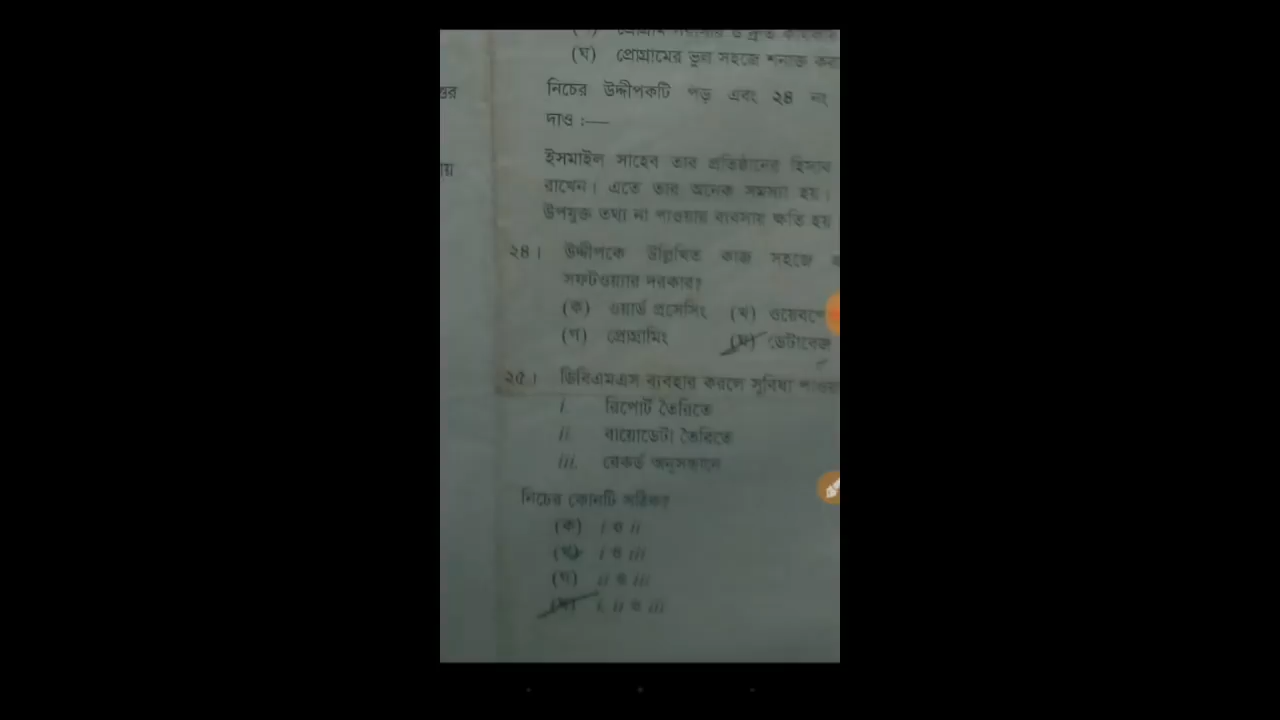 (ঘ) প্রোগ্রামের ভুল সহজে শনাক্ত করা
ওর
নিচের উদ্দীপকটি পড় এবং ২৪ নং
দাও :—
ইসমাইল সাহেব তার প্রতিষ্ঠানের হিসাব
রাখেন। এতে তার অনেক সমস্যা হয়।
উপযুক্ত তথ্য না পাওয়ায় ব্যবসায় ক্ষতি হয়
২৪। উদ্দীপকে উল্লিখিত কাজ সহজে
সফটওয়্যার দরকার?
(ক) ওয়ার্ড প্রসেসিং (খ) ওয়েবপে
(গ) প্রোগ্রামিং (ঘ) ডেটাবেজ
২৫। ডিবিএমএস ব্যবহার করলে সুবিধা পাওয়া
i. রিপোর্ট তৈরিতে
ii. বায়োডেটা তৈরিতে
iii. রেকর্ড অনুসন্ধানে
নিচের কোনটি সঠিক?
(ক) i ও ii
(খ) i ও iii
(গ) ii ও iii
(ঘ) i, ii ও iii